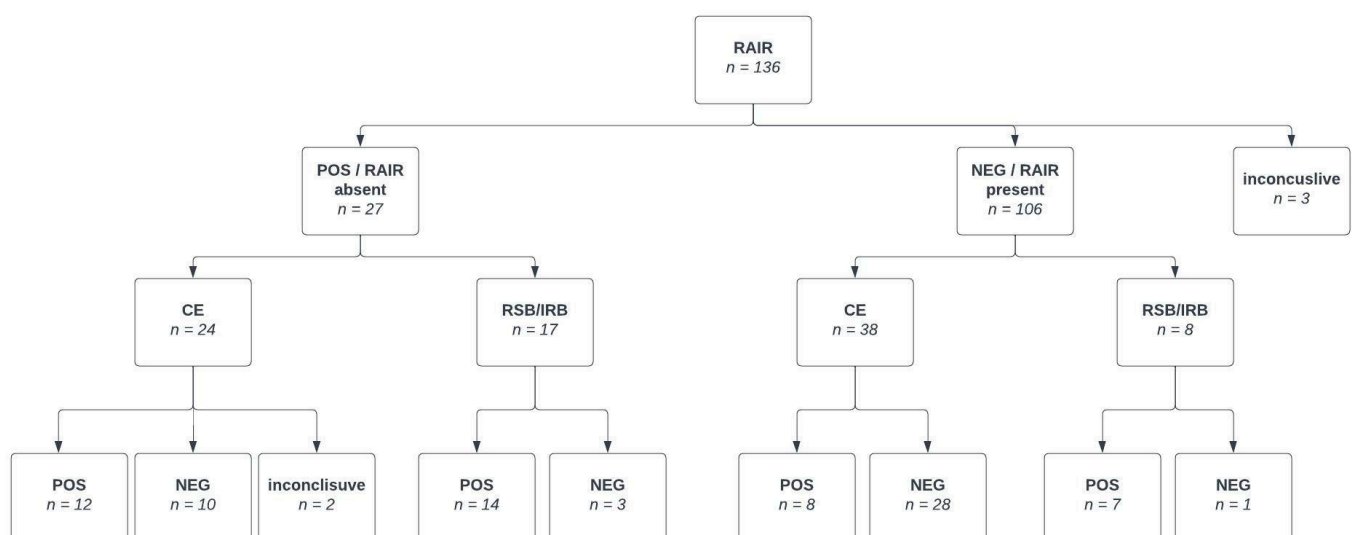 RAIR
n = 136
POS / RAIR
absent
n = 27
NEG / RAIR
present
n = 106
inconcuslive
n = 3
CE
n = 24
RSB/IRB
n = 17
CE
n = 38
RSB/IRB
n = 8
POS
n = 12
NEG
n = 10
inconclisuve
n = 2
POS
n = 14
NEG
n = 3
POS
n = 8
NEG
n = 28
POS
n = 7
NEG
n = 1